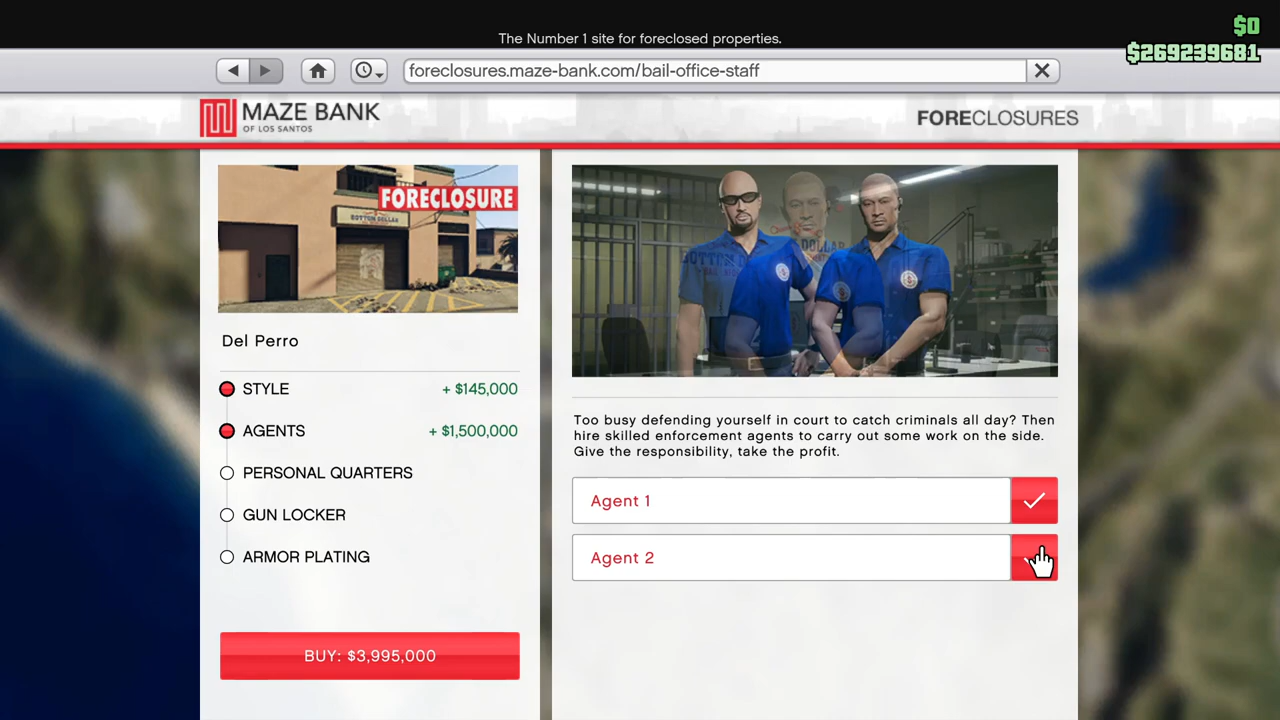 The Number 1 site for foreclosed properties.
$0
$269239681
foreclosures.maze-bank.com/bail-office-staff
MAZE BANK
OF LOS SANTOS
FORECLOSURES
FORECLOSURE
BOTTOM DOLLAR
Del Perro
STYLE + $145,000
AGENTS + $1,500,000
PERSONAL QUARTERS
GUN LOCKER
ARMOR PLATING
BUY: $3,995,000
BOTTOM DOLLAR
Too busy defending yourself in court to catch criminals all day? Then
hire skilled enforcement agents to carry out some work on the side.
Give the responsibility, take the profit.
Agent 1
Agent 2